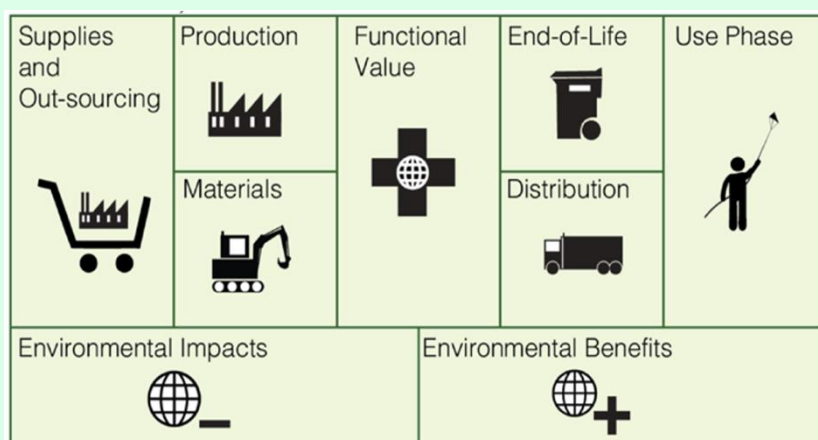 Supplies
and
Out-sourcing
Production
Materials
Functional
Value
End-of-Life
Distribution
Use Phase
Environmental Impacts
Environmental Benefits